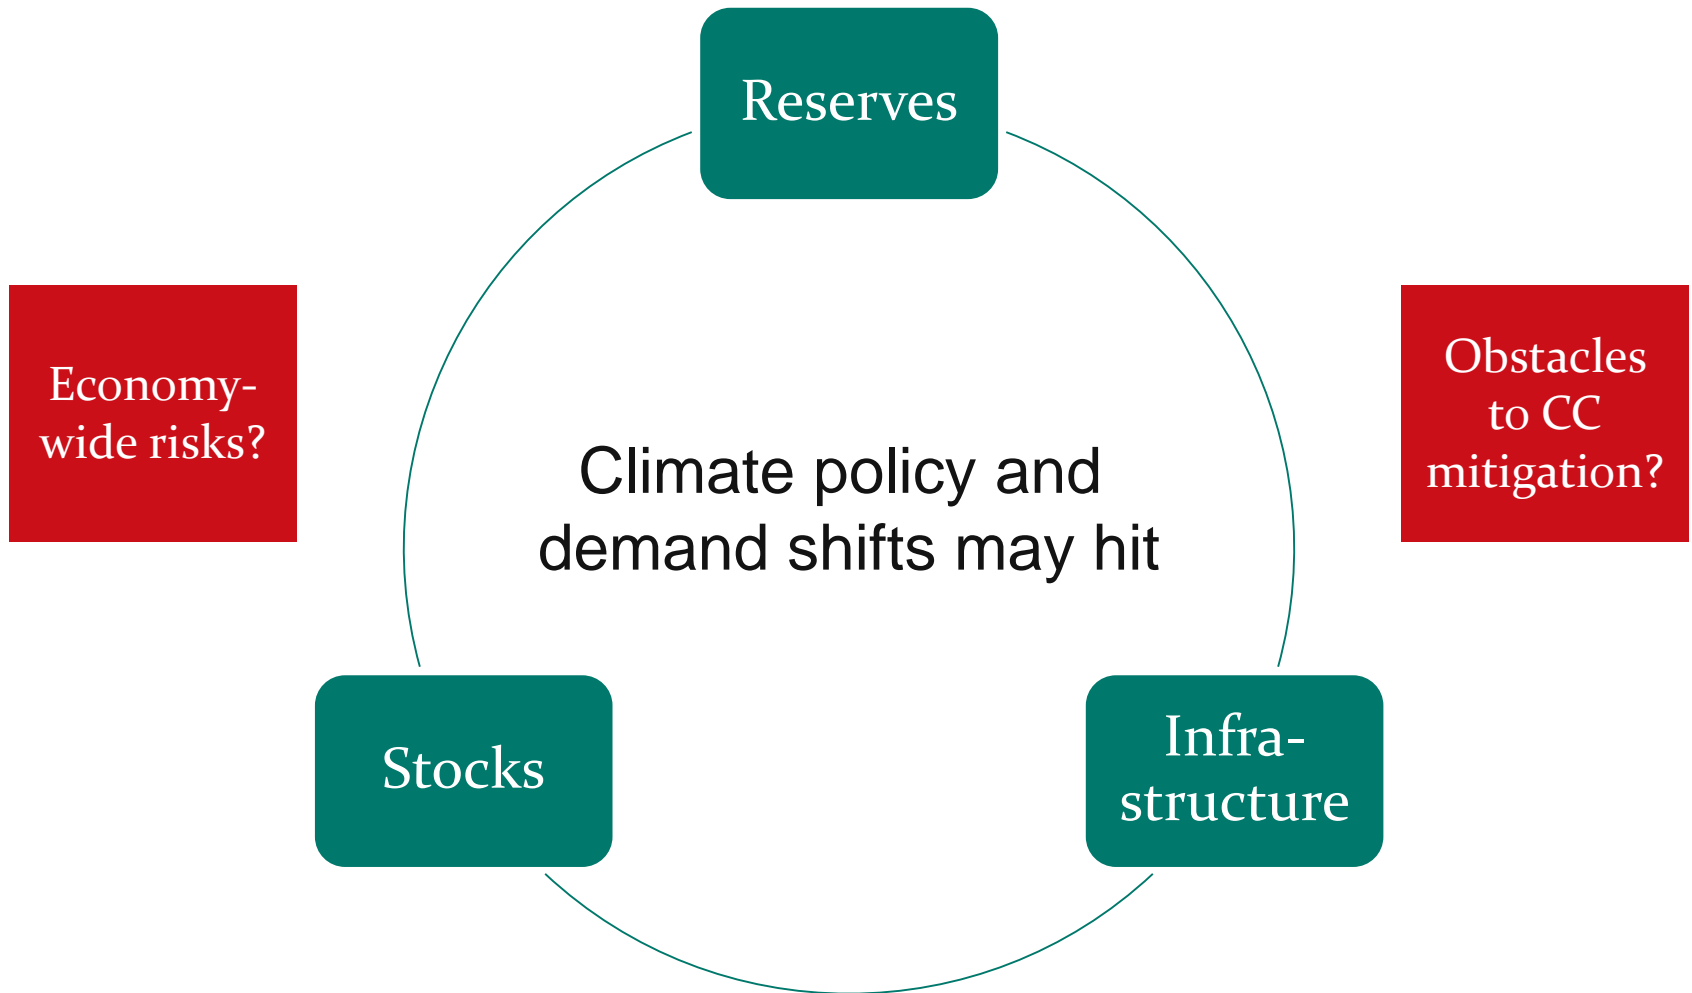 Reserves
Economy-
wide risks?
Obstacles
to CC
mitigation?
Climate policy and
demand shifts may hit
Stocks
Infra-
structure